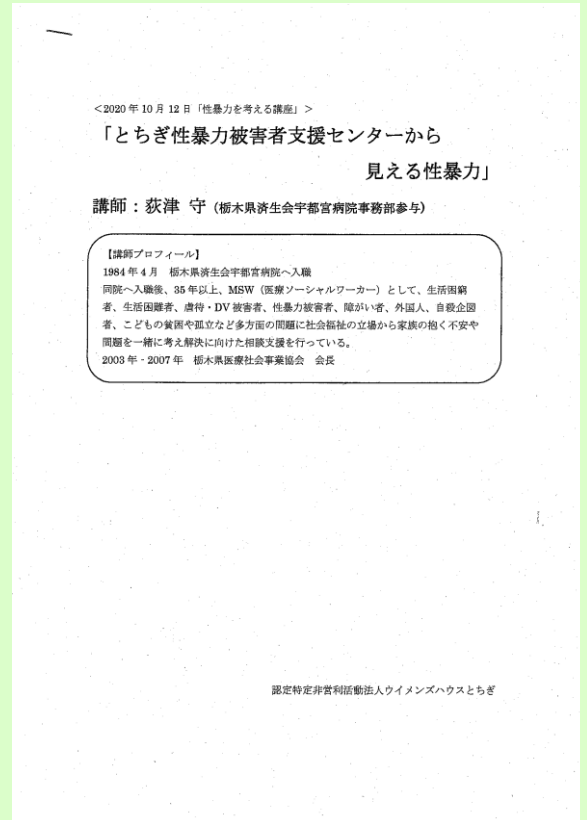 ＜2020年10月12日「性暴力を考える講座」＞
「とちぎ性暴力被害者支援センターから
見える性暴力」
講師：荻津 守（栃木県済生会宇都宮病院事務部参与）
【講師プロフィール】
1984年4月　栃木県済生会宇都宮病院へ入職
同院へ入職後、35年以上、MSW（医療ソーシャルワーカー）として、生活困窮
者、生活困難者、虐待・DV被害者、性暴力被害者、障がい者、外国人、自殺企図
者、こどもの貧困や孤立など多方面の問題に社会福祉の立場から家族の抱く不安や
問題を一緒に考え解決に向けた相談支援を行っている。
2003年 - 2007年　栃木県医療社会事業協会　会長
認定特定非営利活動法人ウイメンズハウスとちぎ